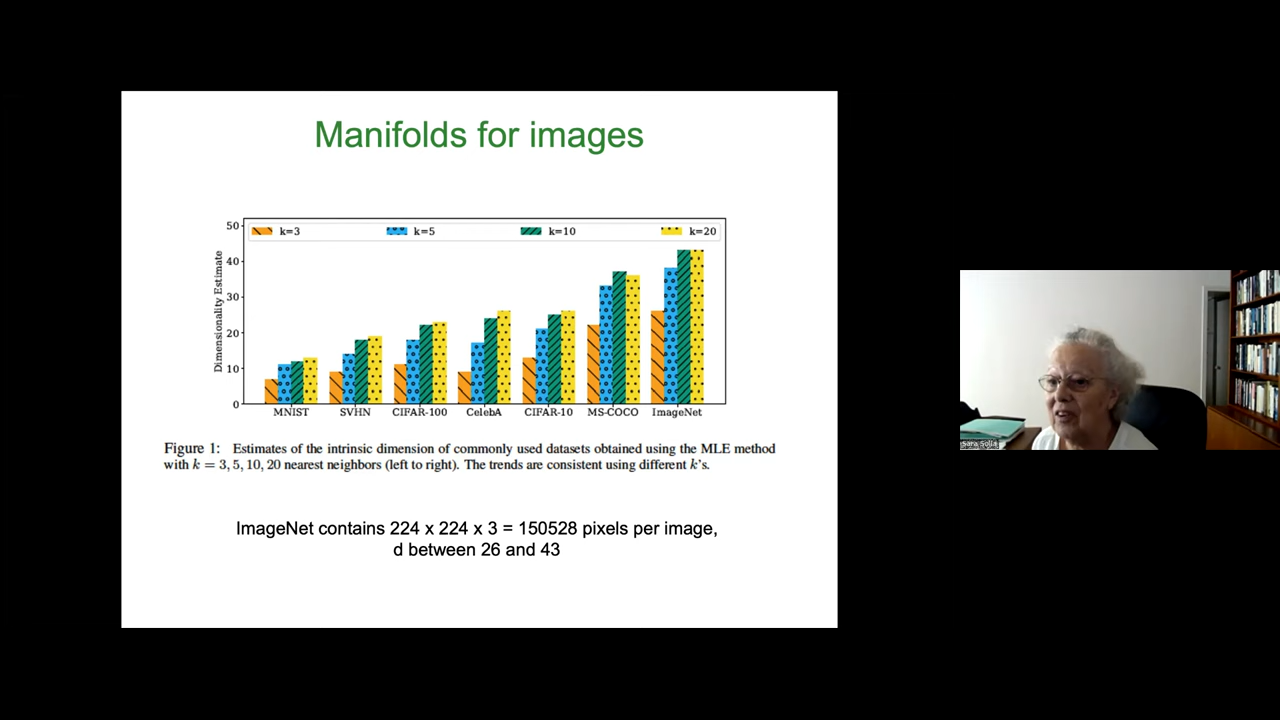 Manifolds for images
50
40
30
20
10
0
Dimensionality Estimate
k=3
k=5
k=10
k=20
MNIST
SVHN
CIFAR-100
CelebA
CIFAR-10
MS-COCO
ImageNet
Figure 1: Estimates of the intrinsic dimension of commonly used datasets obtained using the MLE method
with k = 3, 5, 10, 20 nearest neighbors (left to right). The trends are consistent using different k's.
ImageNet contains 224 x 224 x 3 = 150528 pixels per image,
d between 26 and 43
Sara Solla